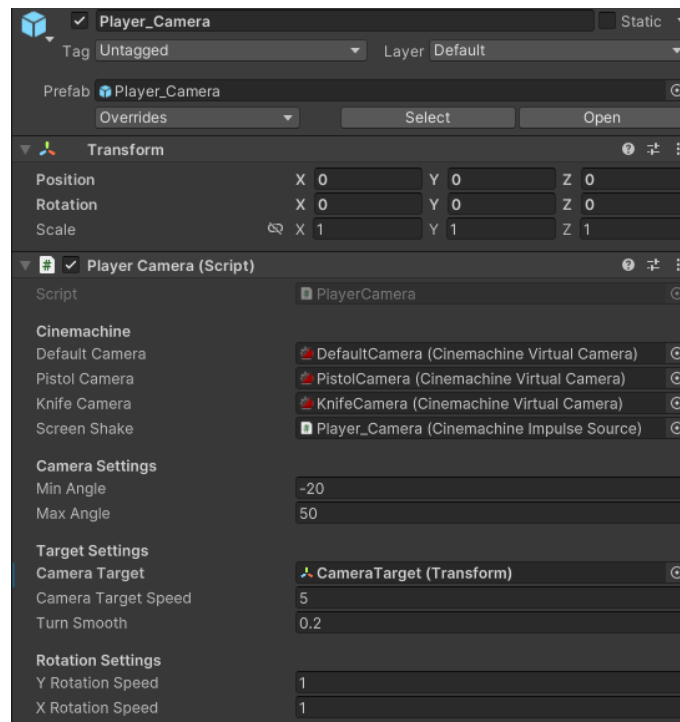 Player_Camera Static
Tag Untagged Layer Default
Prefab Player_Camera
Overrides Select Open
Transform
Position X 0 Y 0 Z 0
Rotation X 0 Y 0 Z 0
Scale X 1 Y 1 Z 1
# Player Camera (Script)
Script # PlayerCamera
Cinemachine
Default Camera DefaultCamera (Cinemachine Virtual Camera)
Pistol Camera PistolCamera (Cinemachine Virtual Camera)
Knife Camera KnifeCamera (Cinemachine Virtual Camera)
Screen Shake # Player_Camera (Cinemachine Impulse Source)
Camera Settings
Min Angle -20
Max Angle 50
Target Settings
Camera Target CameraTarget (Transform)
Camera Target Speed 5
Turn Smooth 0.2
Rotation Settings
Y Rotation Speed 1
X Rotation Speed 1